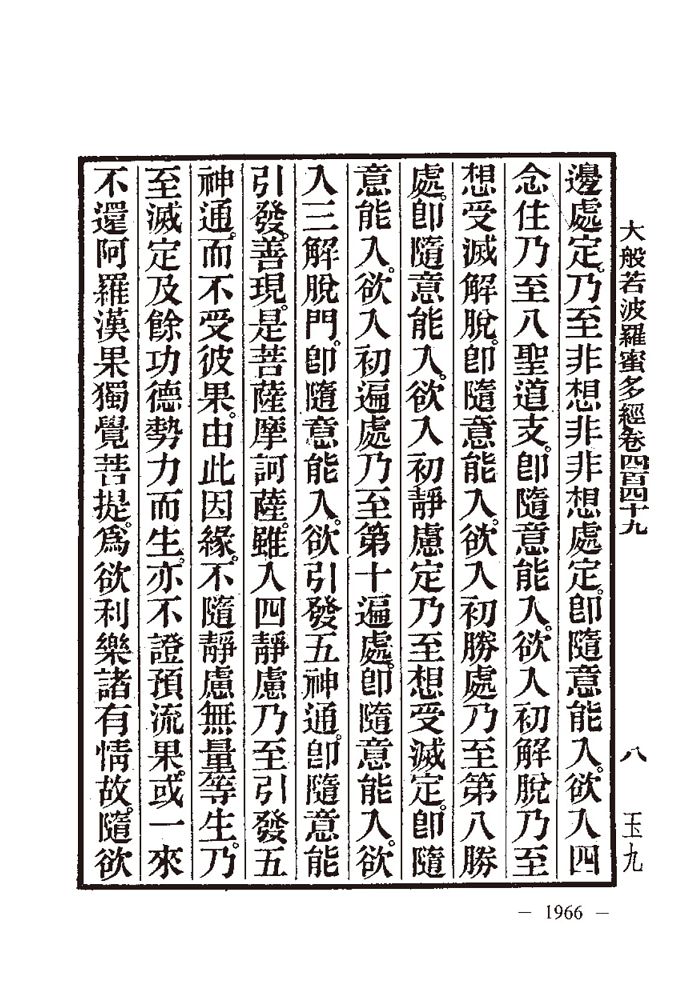 大般若波羅蜜多經卷四百四十九　八　玉九
邊處定。乃至非想非非想處定。卽隨意能入。欲入四
念住乃至八聖道支。卽隨意能入。欲入初解脫乃至
想受滅解脫。卽隨意能入。欲入初勝處乃至第八勝
處。卽隨意能入。欲入初靜慮定乃至想受滅定。卽隨
意能入。欲入初遍處乃至第十遍處。卽隨意能入。欲
入三解脫門。卽隨意能入。欲引發五神通。卽隨意能
引發。善現。是菩薩摩訶薩。雖入四靜慮乃至引發五
神通。而不受彼果。由此因緣。不隨靜慮無量等生。乃
至滅定及餘功德勢力而生。亦不證預流果。或一來
不還阿羅漢果獨覺菩提。爲欲利樂諸有情故。隨欲
— 1966 —